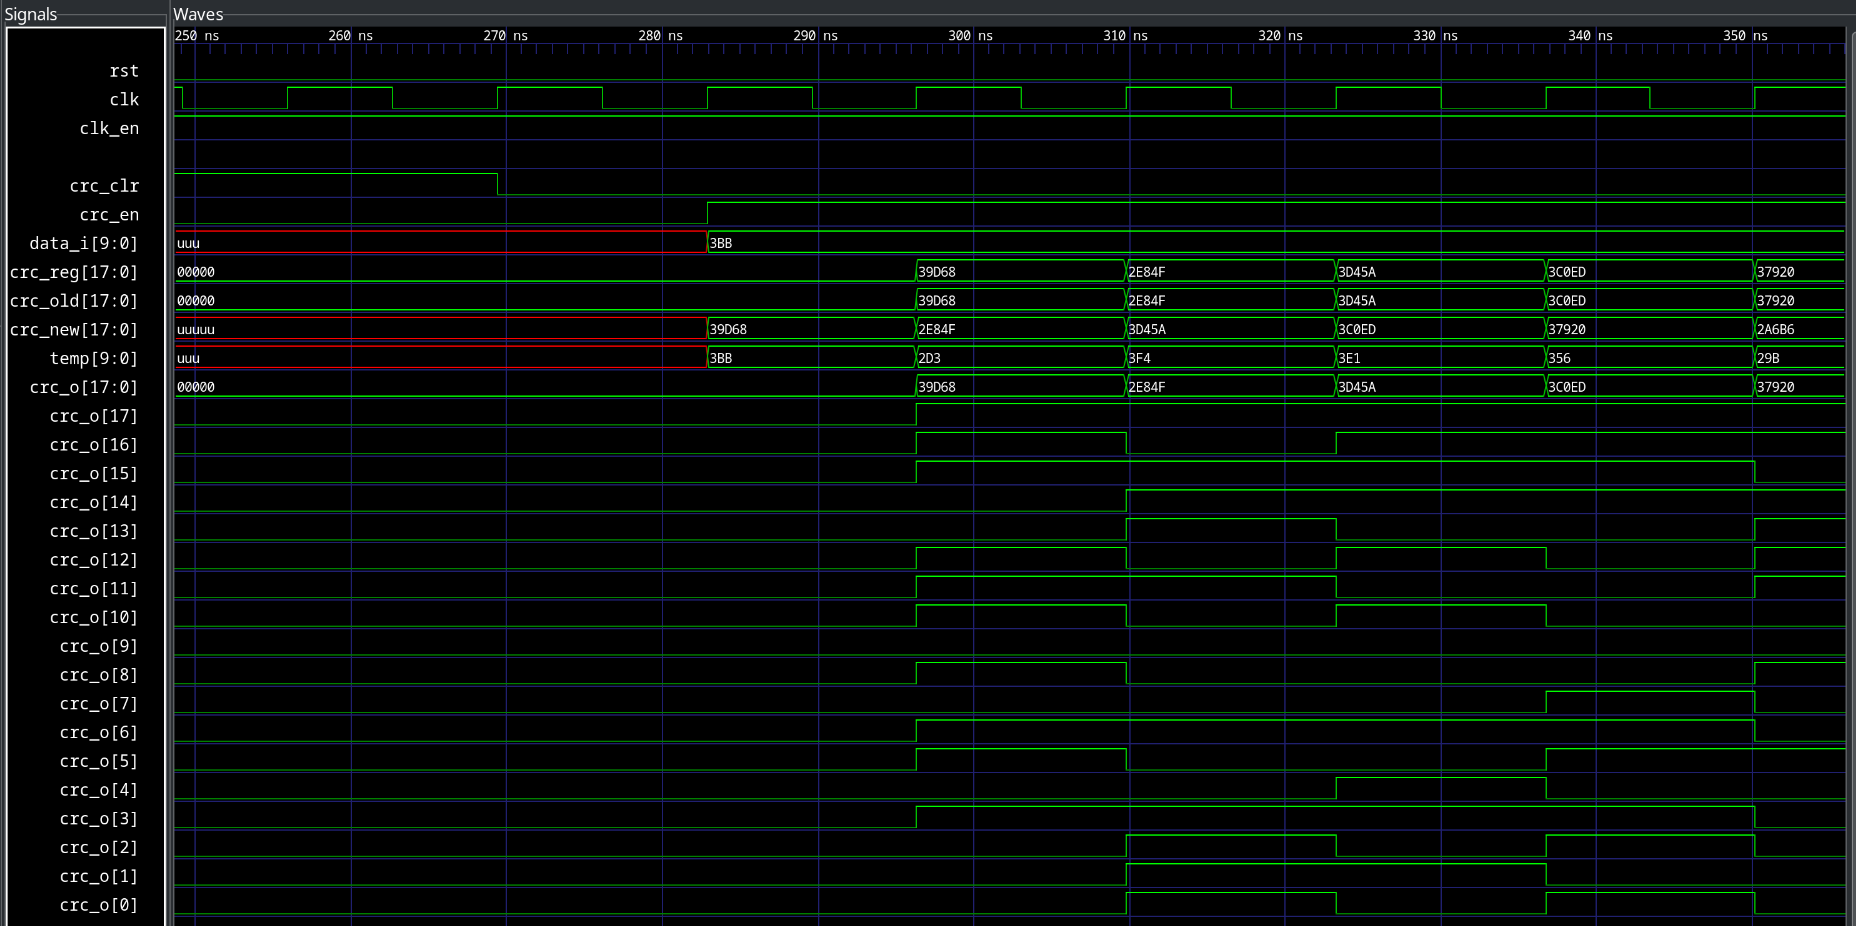 Signals Waves
250 ns 260 ns 270 ns 280 ns 290 ns 300 ns 310 ns 320 ns 330 ns 340 ns 350 ns
rst
clk
clk_en
crc_clr
crc_en
data_i[9:0] uuu 3BB
crc_reg[17:0] 00000 39D68 2E84F 3D45A 3C0ED 37920
crc_old[17:0] 00000 39D68 2E84F 3D45A 3C0ED 37920
crc_new[17:0] uuuuu 39D68 2E84F 3D45A 3C0ED 37920 2A6B6
temp[9:0] uuu 3BB 2D3 3F4 3E1 356 29B
crc_o[17:0] 00000 39D68 2E84F 3D45A 3C0ED 37920
crc_o[17]
crc_o[16]
crc_o[15]
crc_o[14]
crc_o[13]
crc_o[12]
crc_o[11]
crc_o[10]
crc_o[9]
crc_o[8]
crc_o[7]
crc_o[6]
crc_o[5]
crc_o[4]
crc_o[3]
crc_o[2]
crc_o[1]
crc_o[0]